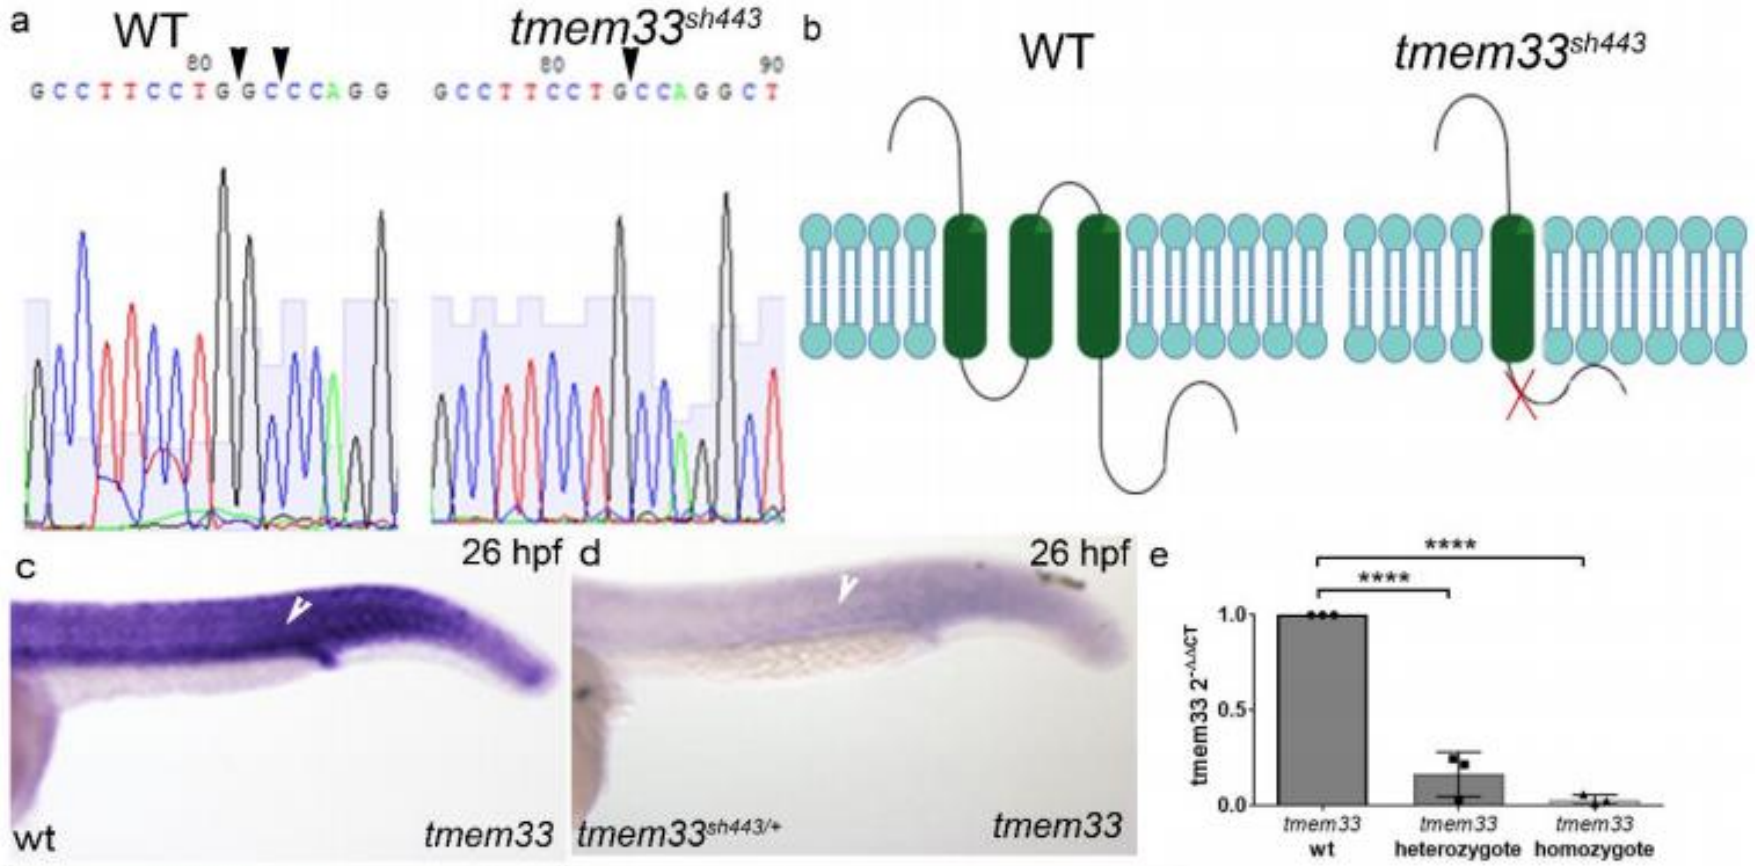 a
WT
tmem33sh443
80
80
90
GCCTTCCTGGCCCAGG
GCCTTCCTGCCAGGCT
b
WT
tmem33sh443
c
26 hpf
wt
tmem33
d
26 hpf
tmem33sh443/+
tmem33
e
****
****
tmem33 2-ΔΔCT
1.0
0.5
0.0
tmem33
wt
tmem33
heterozygote
tmem33
homozygote